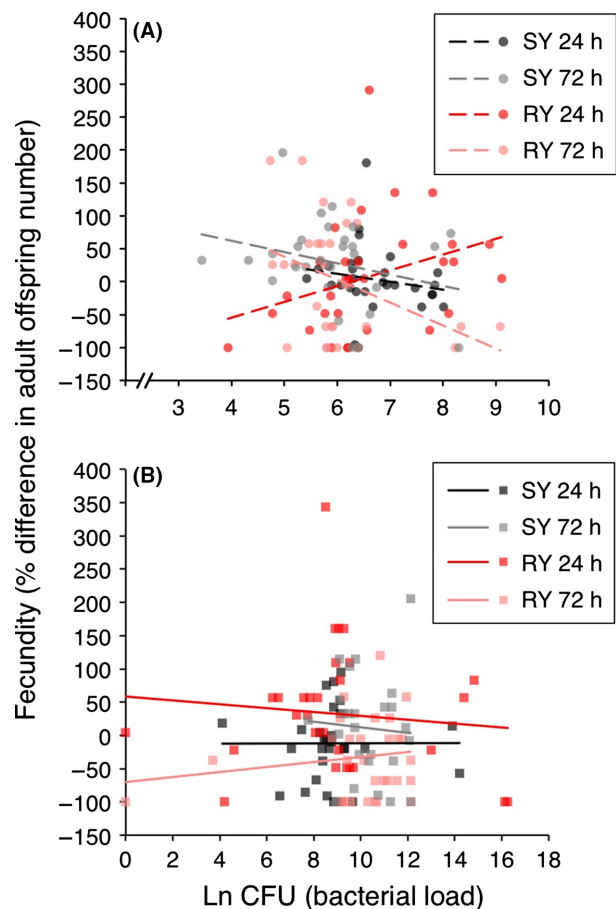 Fecundity (% difference in adult offspring number)
(A)
400
350
300
250
200
150
100
50
0
−50
−100
−150
3 4 5 6 7 8 9 10
SY 24 h
SY 72 h
RY 24 h
RY 72 h
(B)
400
350
300
250
200
150
100
50
0
−50
−100
−150
0 2 4 6 8 10 12 14 16 18
SY 24 h
SY 72 h
RY 24 h
RY 72 h
Ln CFU (bacterial load)